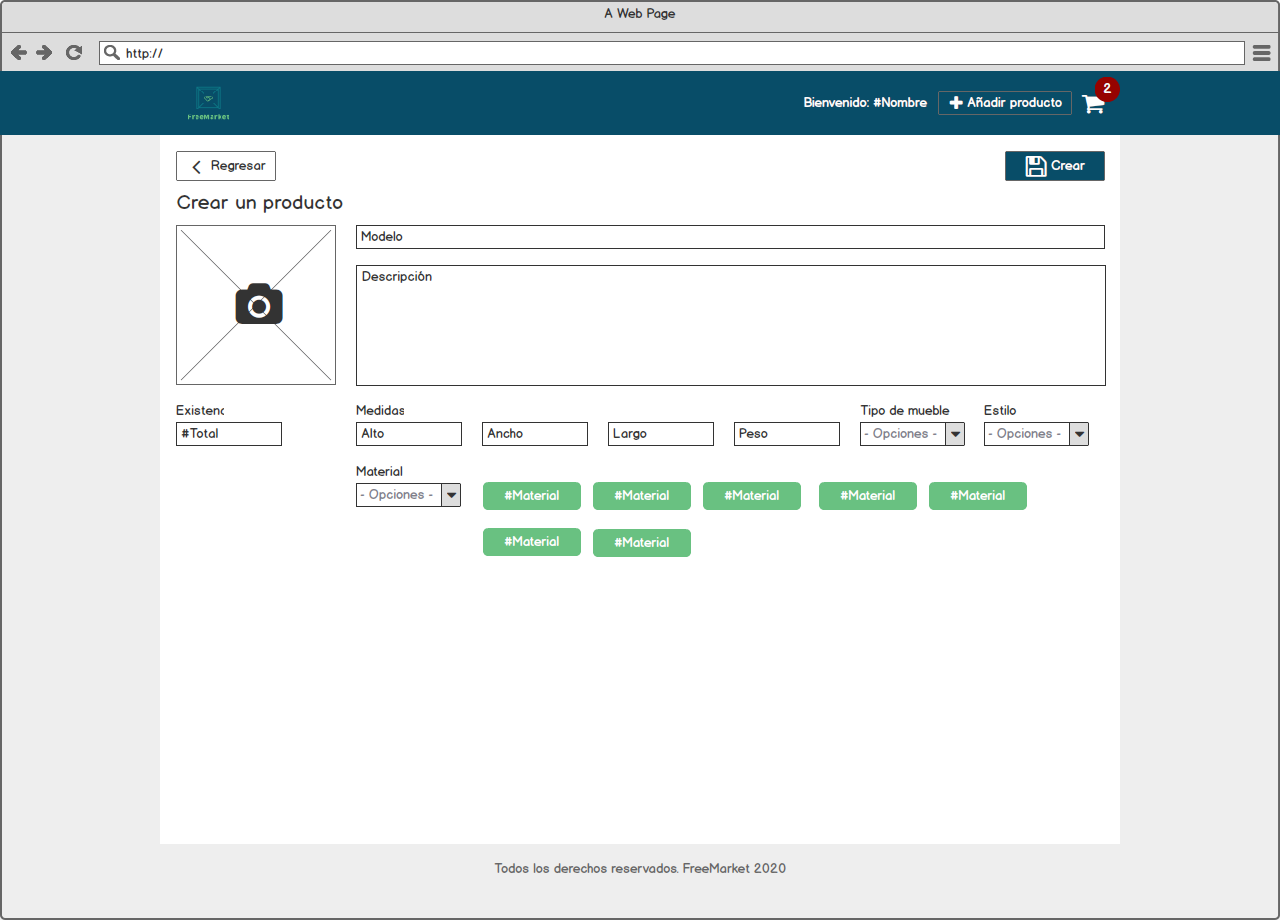 A Web Page
http://
FreeMarket
Bienvenido: #Nombre
Añadir producto
2
Regresar
Crear
Crear un producto
Modelo
Descripción
Existenc
Medidas
Tipo de mueble
Estilo
#Total
Alto
Ancho
Largo
Peso
- Opciones -
- Opciones -
Material
- Opciones -
#Material
#Material
#Material
#Material
#Material
#Material
#Material
Todos los derechos reservados. FreeMarket 2020